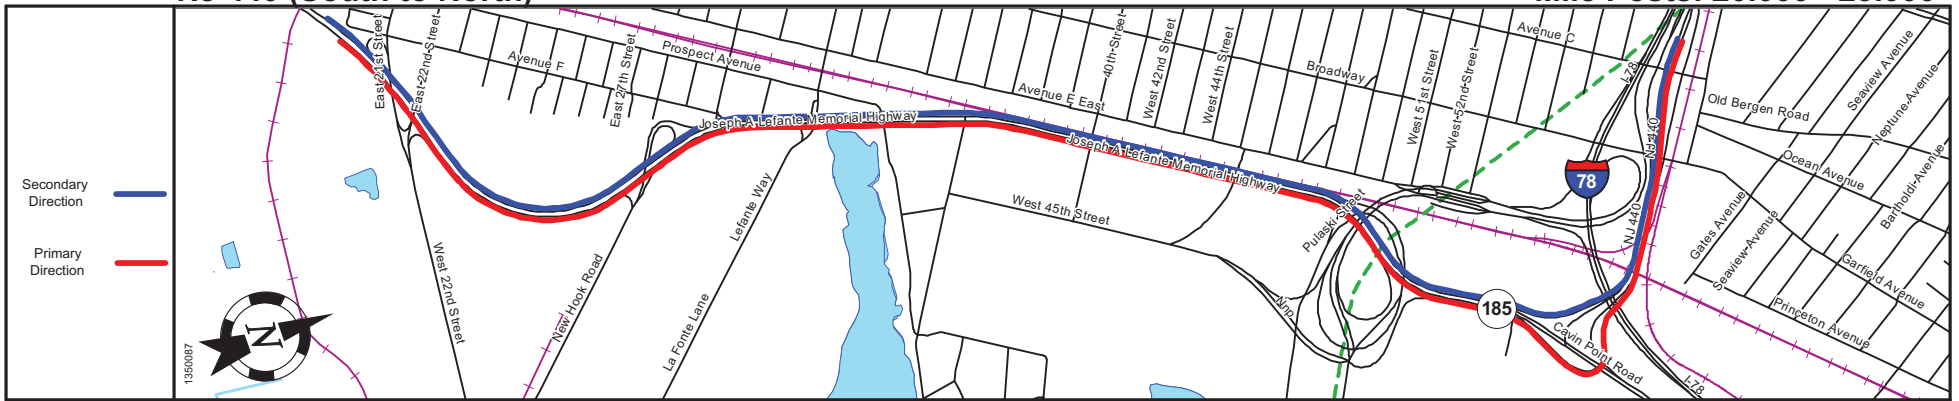 Secondary
Direction
Primary
Direction
1350087
N
East 21st Street
East 22nd Street
Avenue F
East 27th Street
Prospect Avenue
Joseph A Lefante Memorial Highway
West 22nd Street
New Hook Road
La Fonte Lane
Lefante Way
Avenue E East
40th Street
West 42nd Street
West 44th Street
Broadway
West 51st Street
West 52nd Street
Avenue C
Joseph A Lefante Memorial Highway
West 45th Street
Pulaski Street
Nnp
185
Cavin Point Road
I-78
I-78
78
NJ 440
NJ 440
Old Bergen Road
Seaview Avenue
Neptune Avenue
Ocean Avenue
Bartholdi Avenue
Gates Avenue
Seaview Avenue
Garfield Avenue
Princeton Avenue